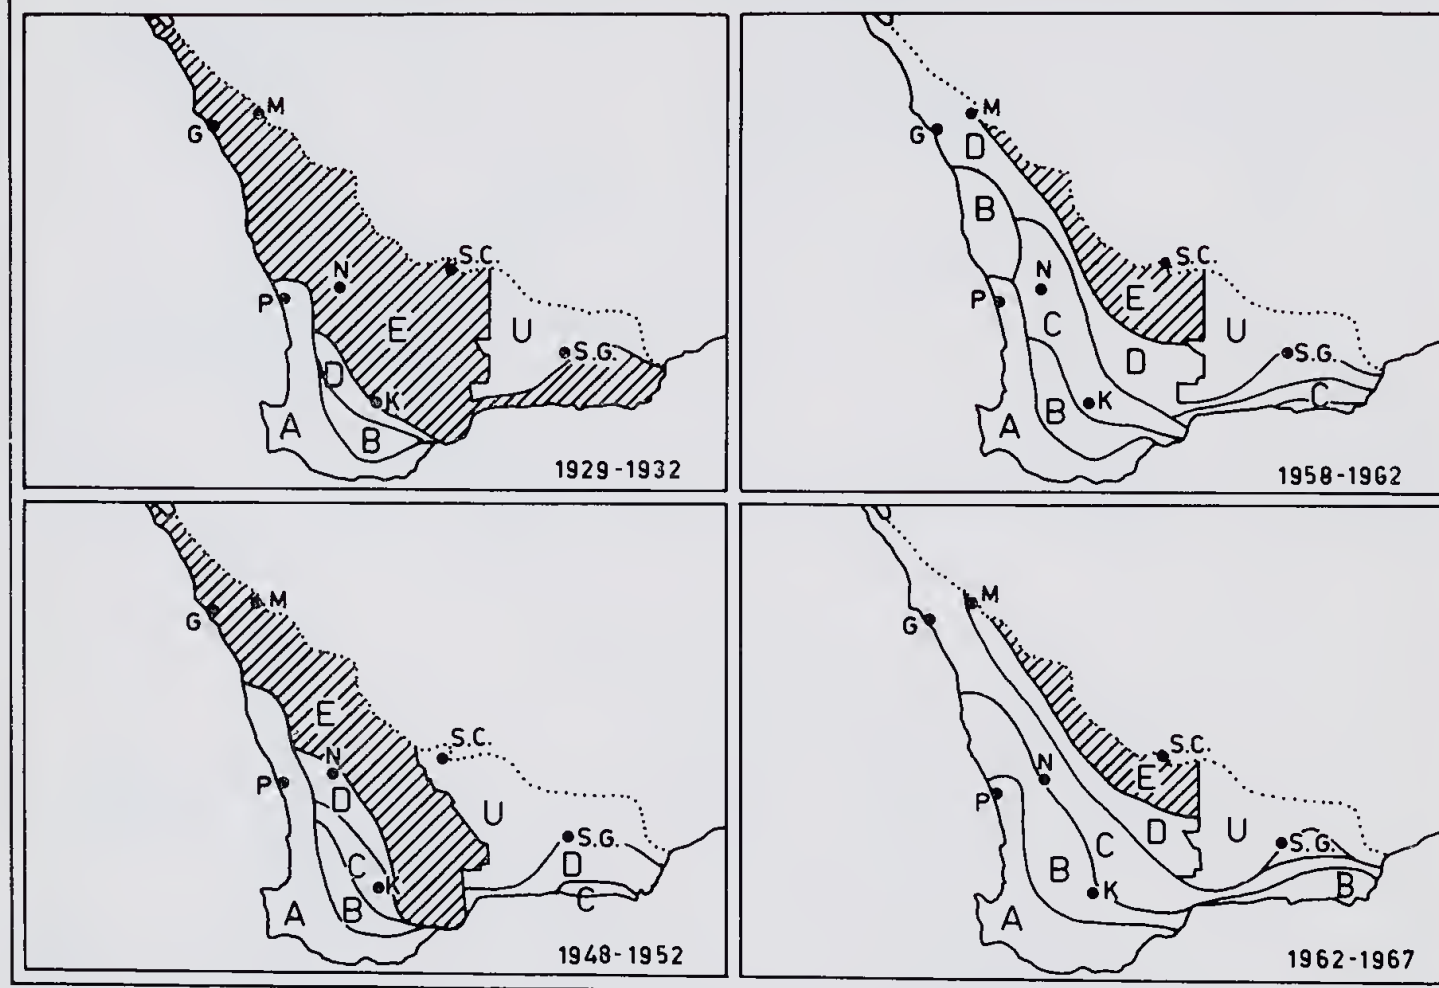 M
G
S.C.
N
P
E
U
S.G.
D
K
A
B
1929-1932
M
G
D
B
S.C.
N
P
E
C
U
D
S.G.
B
K
C
A
1958-1962
M
G
E
S.C.
N
P
D
U
S.G.
C
D
K
B
C
A
1948-1952
M
G
S.C.
N
E
P
D
U
S.G.
C
B
K
B
A
1962-1967